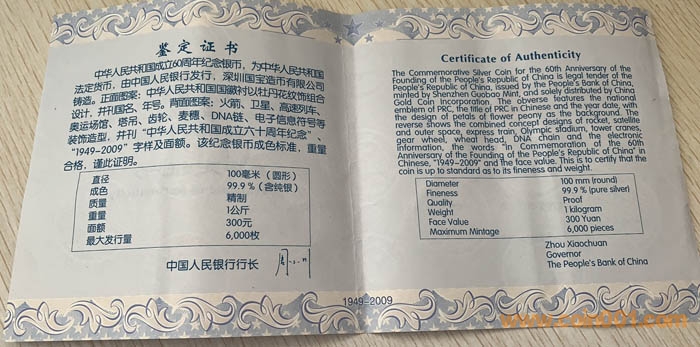 鉴定证书
中华人民共和国成立60周年纪念银币，为中华人民共和国
法定货币，由中国人民银行发行，深圳国宝造币有限公司
铸造。正面图案：中华人民共和国国徽衬以牡丹花纹饰组合
设计，并刊国名、年号。背面图案：火箭、卫星、高速列车、
奥运场馆、塔吊、齿轮、麦穗、DNA链、电子信息符号等
装饰造型，并刊“中华人民共和国成立六十周年纪念”、
“1949-2009”字样及面额。该纪念银币成色标准，重量
合格，谨此证明。
直径 100毫米（圆形）
成色 99.9％（含纯银）
质量 精制
重量 1公斤
面额 300元
最大发行量 6,000枚
中国人民银行行长
Certificate of Authenticity
The Commemorative Silver Coin for the 60th Anniversary of the
Founding of the People's Republic of China is legal tender of the
People's Republic of China, issued by the People's Bank of China,
minted by Shenzhen Guobao Mint, and solely distributed by China
Gold Coin Incorporation. The obverse features the national
emblem of PRC, the title of PRC in Chinese and the year date, with
the design of petals of flower peony as the background. The
reverse shows the combined concept designs of rocket, satellite
and outer space, express train, Olympic stadium, tower cranes,
gear wheel, wheat head, DNA chain and the electronic
information, the words "In Commemoration of the 60th
Anniversary of the Founding of the People's Republic of China" in
Chinese, "1949-2009" and the face value. This is to certify that the
coin is up to standard as to its fineness and weight.
Diameter 100 mm (round)
Fineness 99.9 % (pure silver)
Quality Proof
Weight 1 kilogram
Face Value 300 Yuan
Maximum Mintage 6,000 pieces
Zhou Xiaochuan
Governor
The People's Bank of China
1949-2009